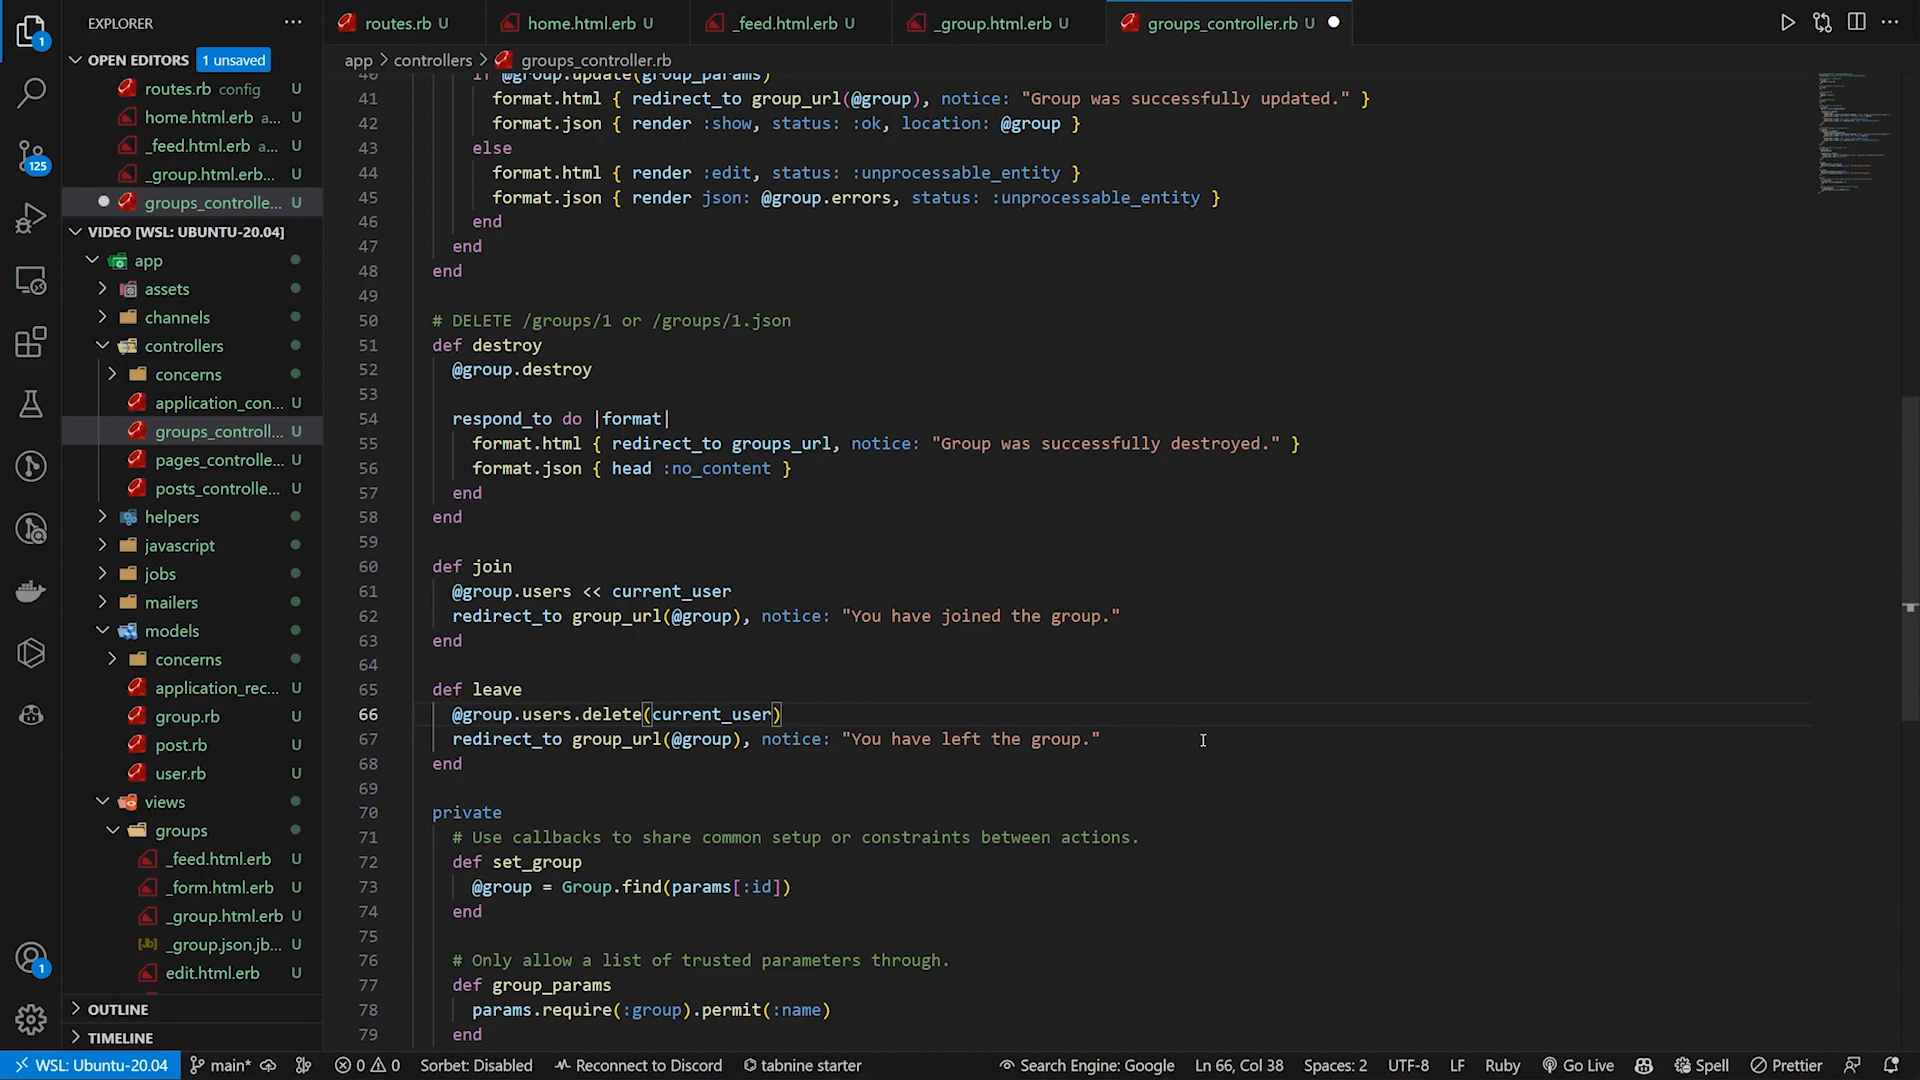 EXPLORER
OPEN EDITORS 1 unsaved
routes.rb config U
home.html.erb a... U
_feed.html.erb a... U
_group.html.erb... U
groups_controlle... U
VIDEO [WSL: UBUNTU-20.04]
app
assets
channels
controllers
concerns
application_con... U
groups_controll... U
pages_controlle... U
posts_controlle... U
helpers
javascript
jobs
mailers
models
concerns
application_rec... U
group.rb U
post.rb U
user.rb U
views
groups
_feed.html.erb U
_form.html.erb U
_group.html.erb U
_group.json.jb... U
edit.html.erb U
OUTLINE
TIMELINE
1
125
1
routes.rb U
home.html.erb U
_feed.html.erb U
_group.html.erb U
groups_controller.rb U
app > controllers > groups_controller.rb
40 if @group.update(group_params)
41 format.html { redirect_to group_url(@group), notice: "Group was successfully updated." }
42 format.json { render :show, status: :ok, location: @group }
43 else
44 format.html { render :edit, status: :unprocessable_entity }
45 format.json { render json: @group.errors, status: :unprocessable_entity }
46 end
47 end
48 end
49
50 # DELETE /groups/1 or /groups/1.json
51 def destroy
52 @group.destroy
53
54 respond_to do |format|
55 format.html { redirect_to groups_url, notice: "Group was successfully destroyed." }
56 format.json { head :no_content }
57 end
58 end
59
60 def join
61 @group.users << current_user
62 redirect_to group_url(@group), notice: "You have joined the group."
63 end
64
65 def leave
66 @group.users.delete(current_user)
67 redirect_to group_url(@group), notice: "You have left the group."
68 end
69
70 private
71 # Use callbacks to share common setup or constraints between actions.
72 def set_group
73 @group = Group.find(params[:id])
74 end
75
76 # Only allow a list of trusted parameters through.
77 def group_params
78 params.require(:group).permit(:name)
79 end
WSL: Ubuntu-20.04 main* 0 0 Sorbet: Disabled Reconnect to Discord tabnine starter Search Engine: Google Ln 66, Col 38 Spaces: 2 UTF-8 LF Ruby Go Live Spell Prettier